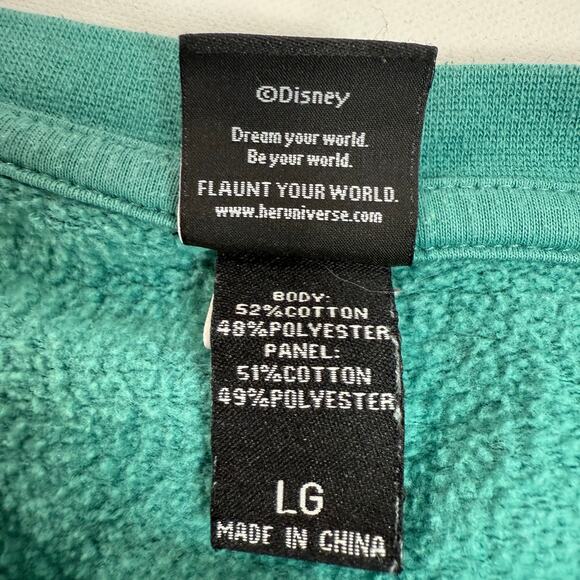 ©Disney
Dream your world.
Be your world.
FLAUNT YOUR WORLD.
www.heruniverse.com
BODY:
52%COTTON
48%POLYESTER
PANEL:
51%COTTON
49%POLYESTER
LG
MADE IN CHINA